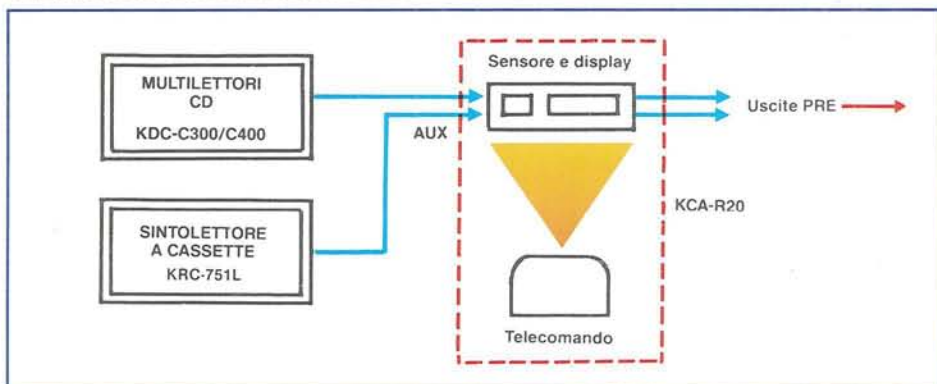 MULTILETTORI
CD
KDC-C300/C400
SINTOLETTORE
A CASSETTE
KRC-751L
AUX
Sensore e display
Telecomando
KCA-R20
Uscite PRE